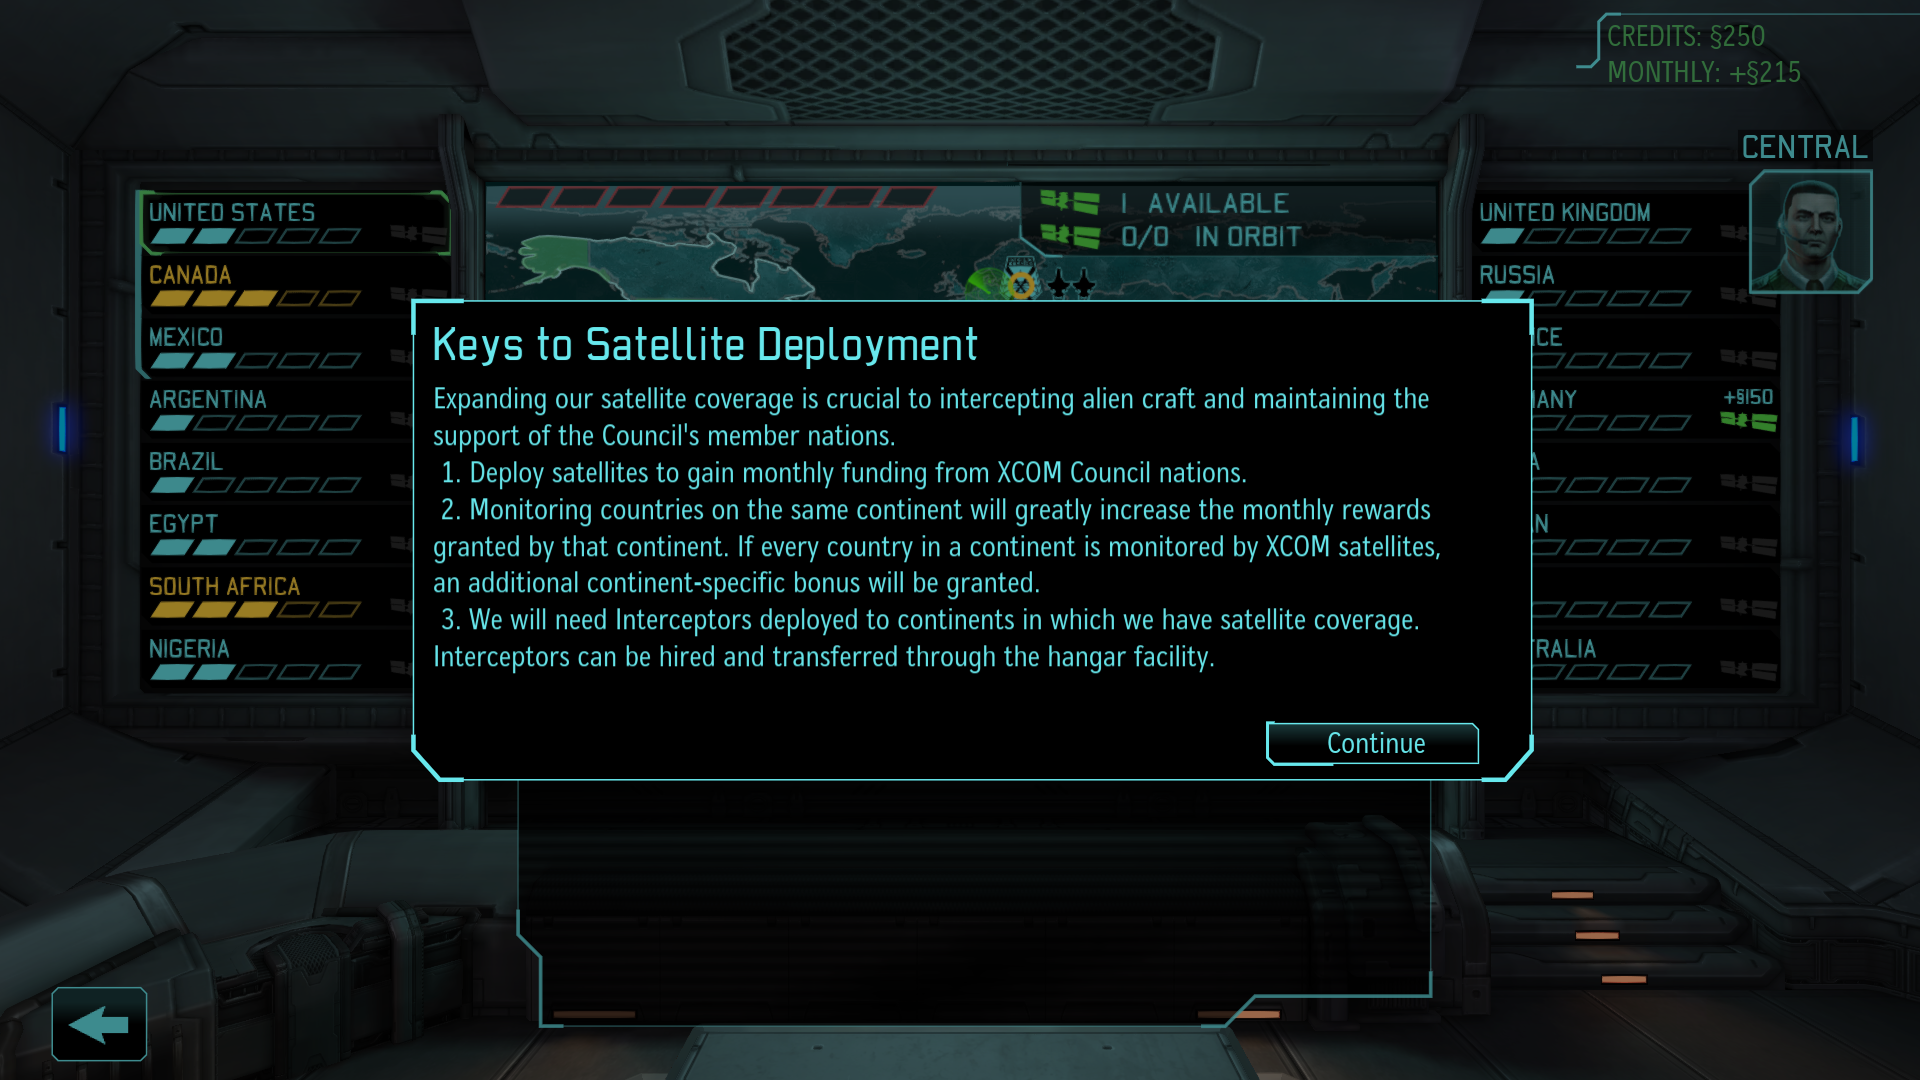 CREDITS: §250
MONTHLY: +§215
CENTRAL
UNITED STATES
CANADA
MEXICO
ARGENTINA
BRAZIL
EGYPT
SOUTH AFRICA
NIGERIA
1 AVAILABLE
0/0 IN ORBIT
UNITED KINGDOM
RUSSIA
+§150
Keys to Satellite Deployment
Expanding our satellite coverage is crucial to intercepting alien craft and maintaining the
support of the Council's member nations.
1. Deploy satellites to gain monthly funding from XCOM Council nations.
2. Monitoring countries on the same continent will greatly increase the monthly rewards
granted by that continent. If every country in a continent is monitored by XCOM satellites,
an additional continent-specific bonus will be granted.
3. We will need Interceptors deployed to continents in which we have satellite coverage.
Interceptors can be hired and transferred through the hangar facility.
Continue